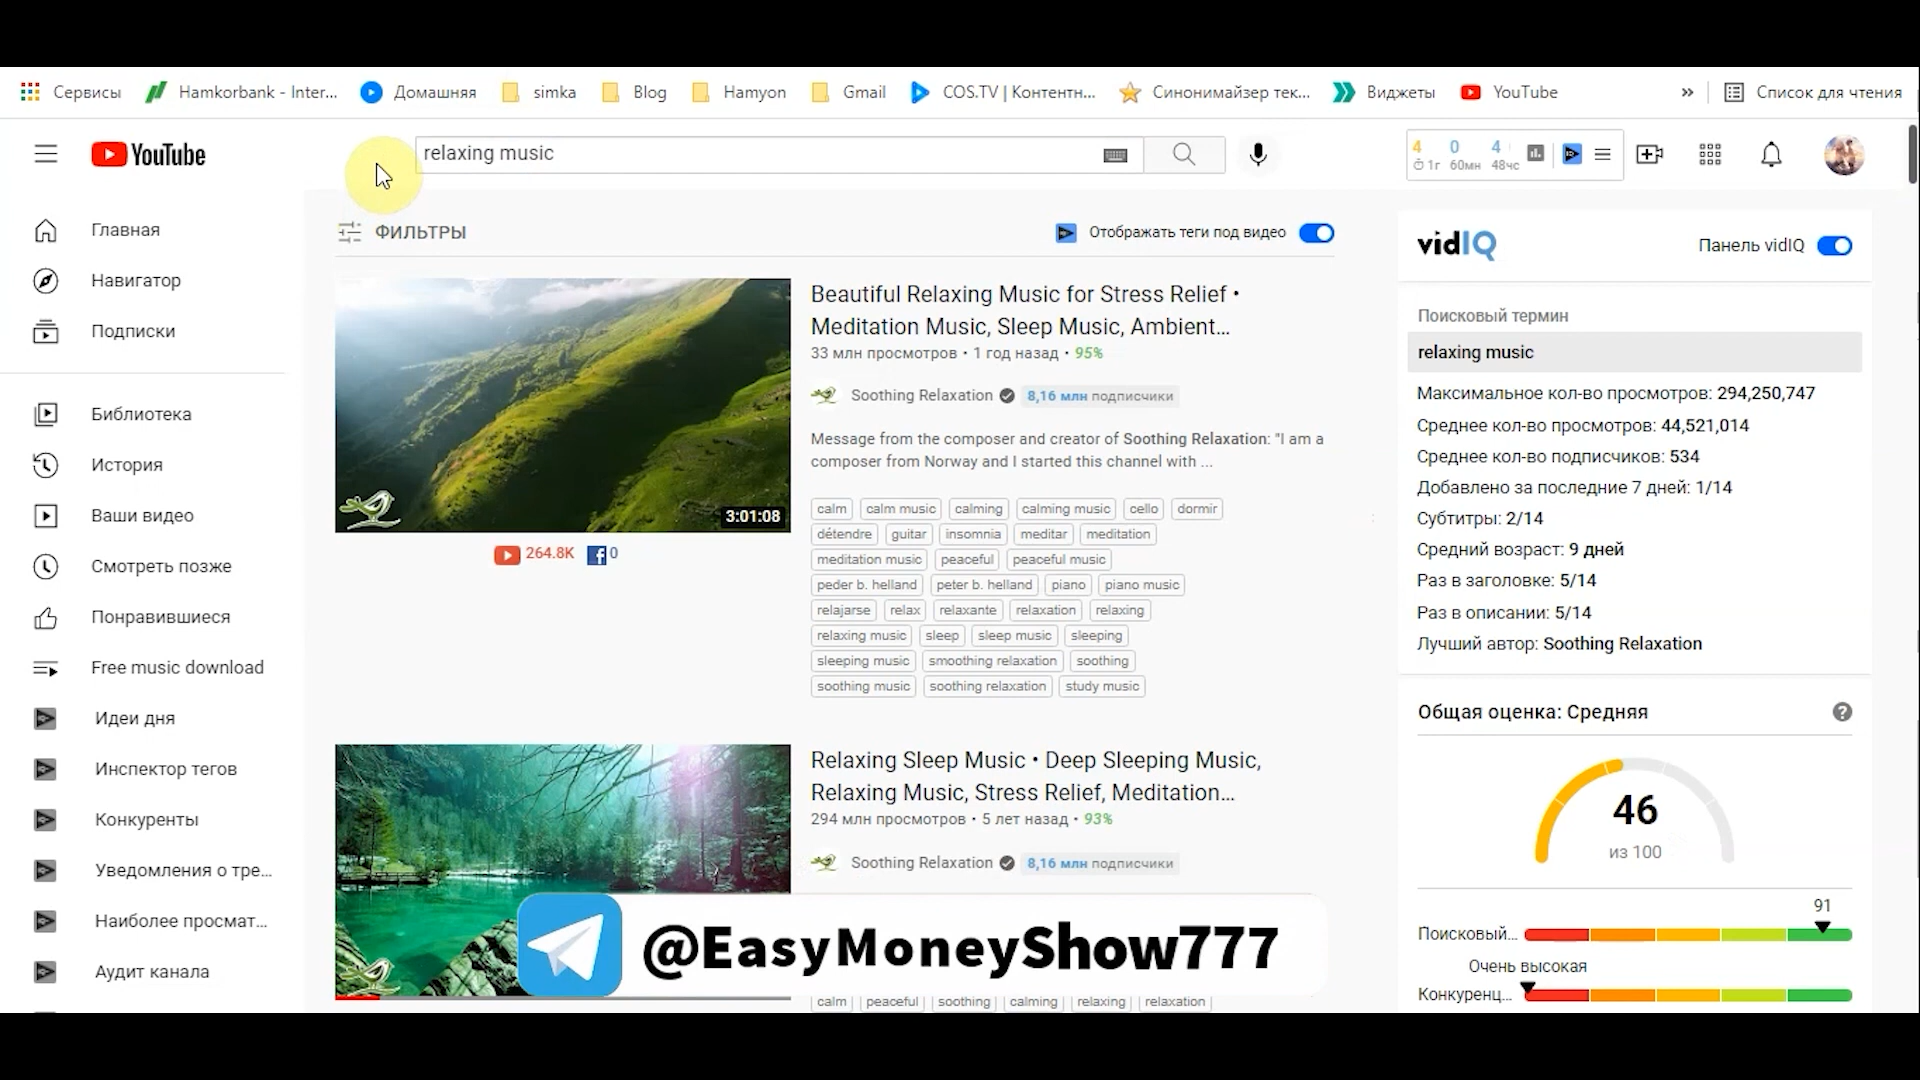 Сервисы Hamkorbank - Inter... Домашняя simka Blog Hamyon Gmail COS.TV | Контентн... Синонимайзер тек... Виджеты YouTube » Список для чтения
YouTube
relaxing music
4 0 4
1г 60мн 48чс
Главная
Навигатор
Подписки
Библиотека
История
Ваши видео
Смотреть позже
Понравившиеся
Free music download
Идеи дня
Инспектор тегов
Конкуренты
Уведомления о тре...
Наиболее просмат...
Аудит канала
ФИЛЬТРЫ
Отображать теги под видео
3:01:08
264.8K 0
Beautiful Relaxing Music for Stress Relief •
Meditation Music, Sleep Music, Ambient...
33 млн просмотров • 1 год назад • 95%
Soothing Relaxation 8,16 млн подписчики
Message from the composer and creator of Soothing Relaxation: "I am a
composer from Norway and I started this channel with ...
calm calm music calming calming music cello dormir
détendre guitar insomnia meditar meditation
meditation music peaceful peaceful music
peder b. helland peter b. helland piano piano music
relajarse relax relaxante relaxation relaxing
relaxing music sleep sleep music sleeping
sleeping music smoothing relaxation soothing
soothing music soothing relaxation study music
Relaxing Sleep Music • Deep Sleeping Music,
Relaxing Music, Stress Relief, Meditation...
294 млн просмотров • 5 лет назад • 93%
Soothing Relaxation 8,16 млн подписчики
@EasyMoneyShow777
calm peaceful soothing calming relaxing relaxation
vidIQ
Панель vidIQ
Поисковый термин
relaxing music
Максимальное кол-во просмотров: 294,250,747
Среднее кол-во просмотров: 44,521,014
Среднее кол-во подписчиков: 534
Добавлено за последние 7 дней: 1/14
Субтитры: 2/14
Средний возраст: 9 дней
Раз в заголовке: 5/14
Раз в описании: 5/14
Лучший автор: Soothing Relaxation
Общая оценка: Средняя
?
46
из 100
91
Поисковый...
Очень высокая
Конкуренц...